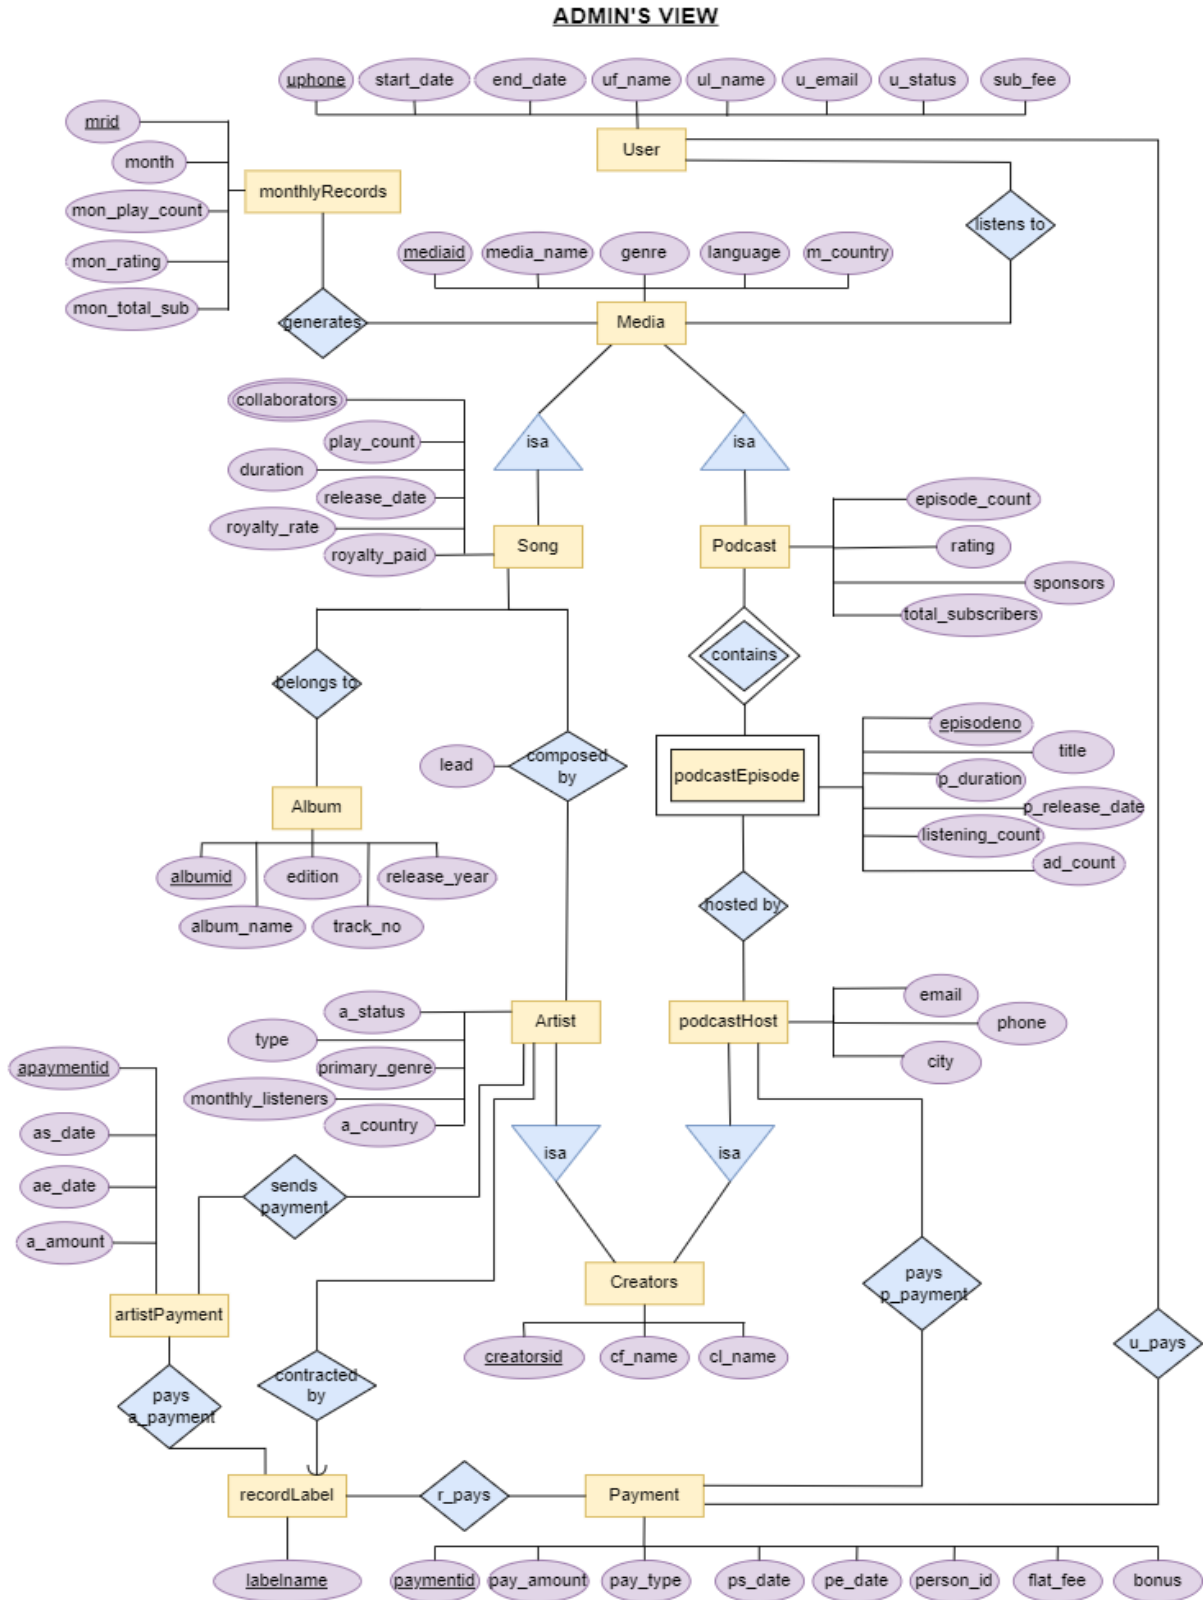 ADMIN'S VIEW
uphone
start_date
end_date
uf_name
ul_name
u_email
u_status
sub_fee
mrid
month
mon_play_count
mon_rating
mon_total_sub
monthlyRecords
User
listens to
mediaid
media_name
genre
language
m_country
generates
Media
collaborators
play_count
duration
release_date
royalty_rate
royalty_paid
isa
isa
Song
Podcast
episode_count
rating
sponsors
total_subscribers
contains
belongs to
lead
composed
by
podcastEpisode
episodeno
title
p_duration
p_release_date
listening_count
ad_count
Album
albumid
edition
release_year
album_name
track_no
hosted by
a_status
type
primary_genre
monthly_listeners
a_country
Artist
podcastHost
email
phone
city
apaymentid
as_date
ae_date
a_amount
isa
isa
sends
payment
Creators
pays
p_payment
artistPayment
creatorsid
cf_name
cl_name
u_pays
pays
a_payment
contracted
by
recordLabel
r_pays
Payment
labelname
paymentid
pay_amount
pay_type
ps_date
pe_date
person_id
flat_fee
bonus